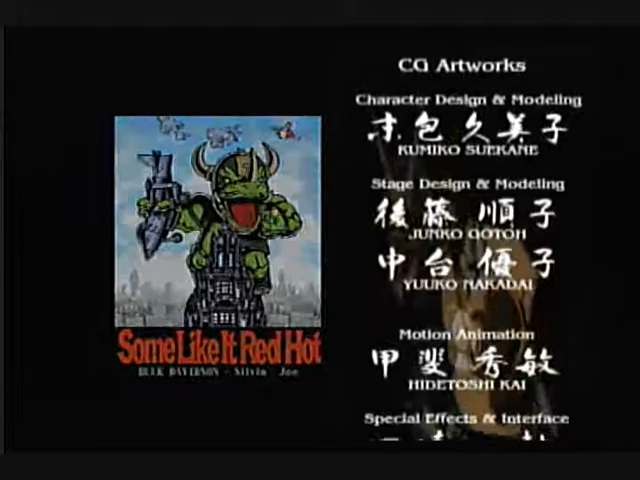 Some Like It Red Hot
CG Artworks
Character Design & Modeling
末包久美子
KUMIKO SUEKANE
Stage Design & Modeling
後藤順子
JUNKO GOTOH
中台優子
YUUKO NAKADAI
Motion Animation
甲斐秀敏
HIDETOSHI KAI
Special Effects & Interface